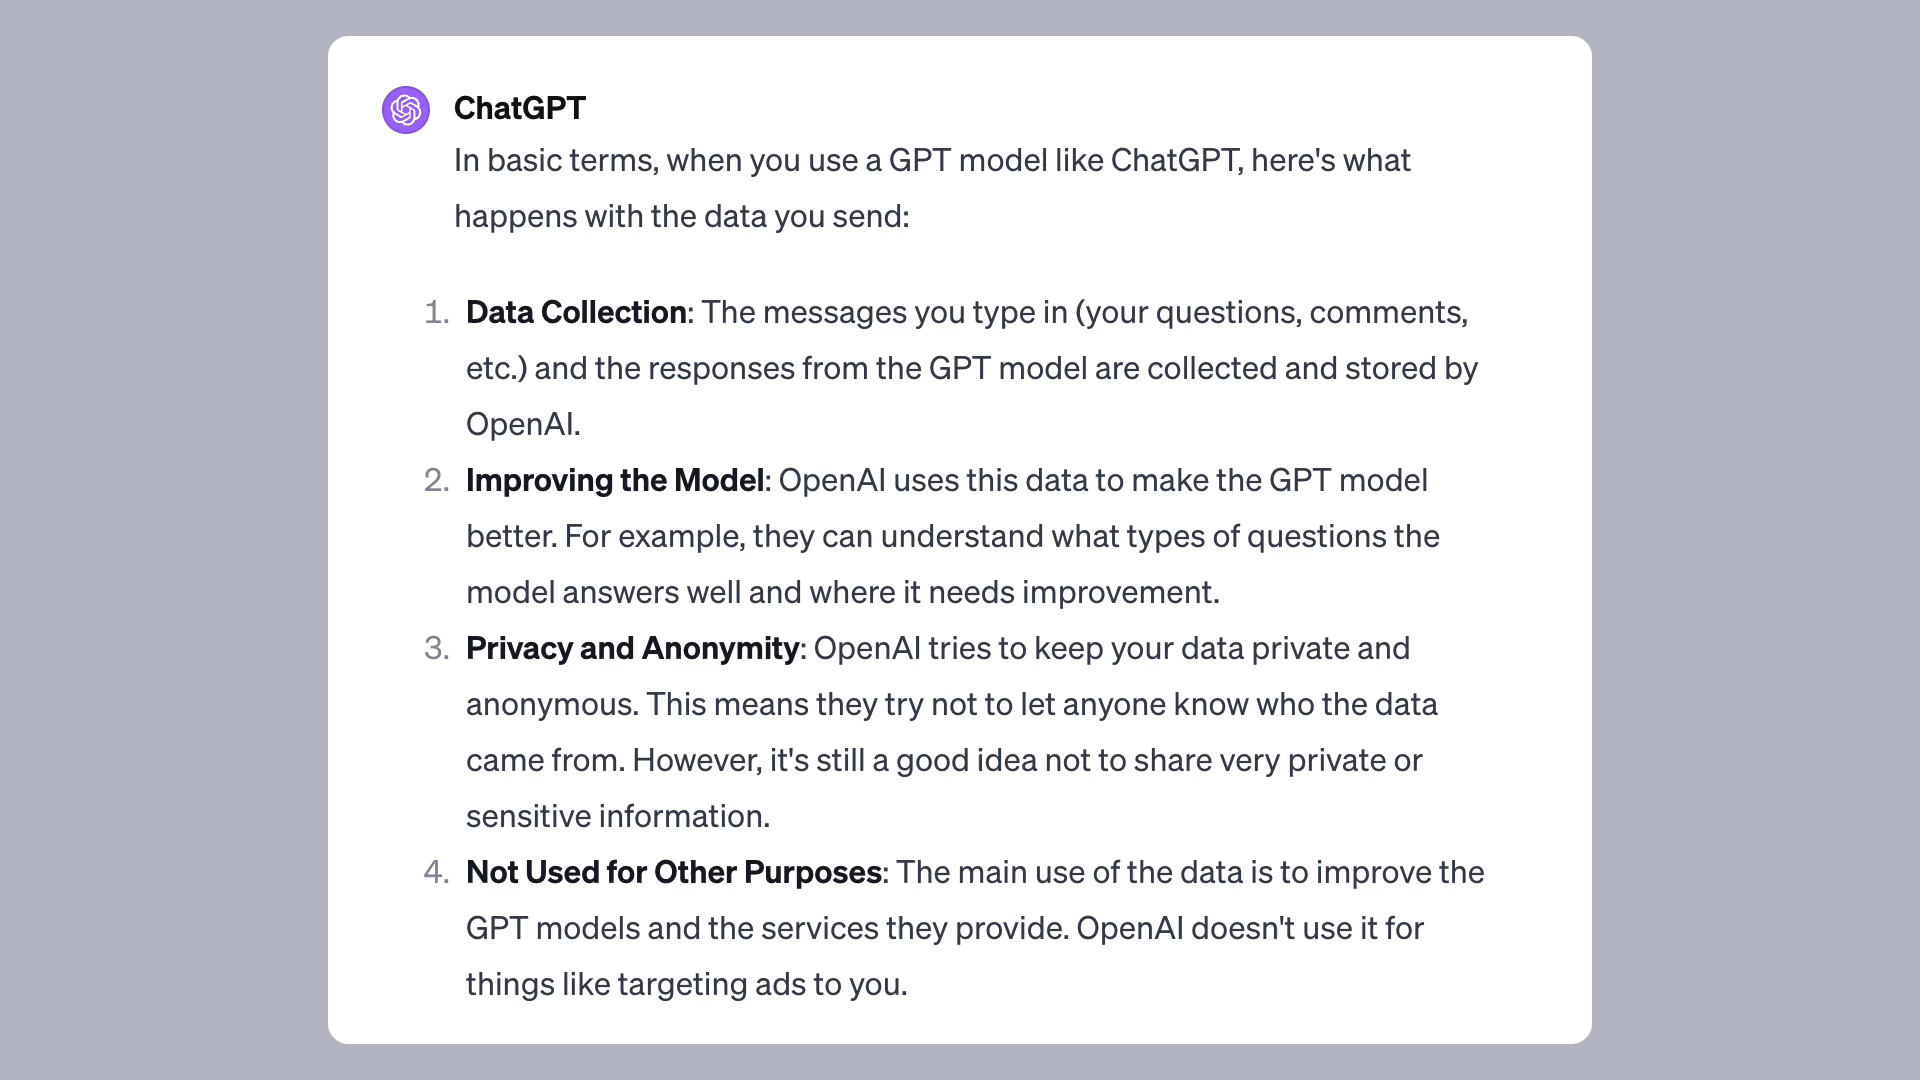 ChatGPT
In basic terms, when you use a GPT model like ChatGPT, here's what
happens with the data you send:
1. Data Collection: The messages you type in (your questions, comments,
etc.) and the responses from the GPT model are collected and stored by
OpenAI.
2. Improving the Model: OpenAI uses this data to make the GPT model
better. For example, they can understand what types of questions the
model answers well and where it needs improvement.
3. Privacy and Anonymity: OpenAI tries to keep your data private and
anonymous. This means they try not to let anyone know who the data
came from. However, it's still a good idea not to share very private or
sensitive information.
4. Not Used for Other Purposes: The main use of the data is to improve the
GPT models and the services they provide. OpenAI doesn't use it for
things like targeting ads to you.